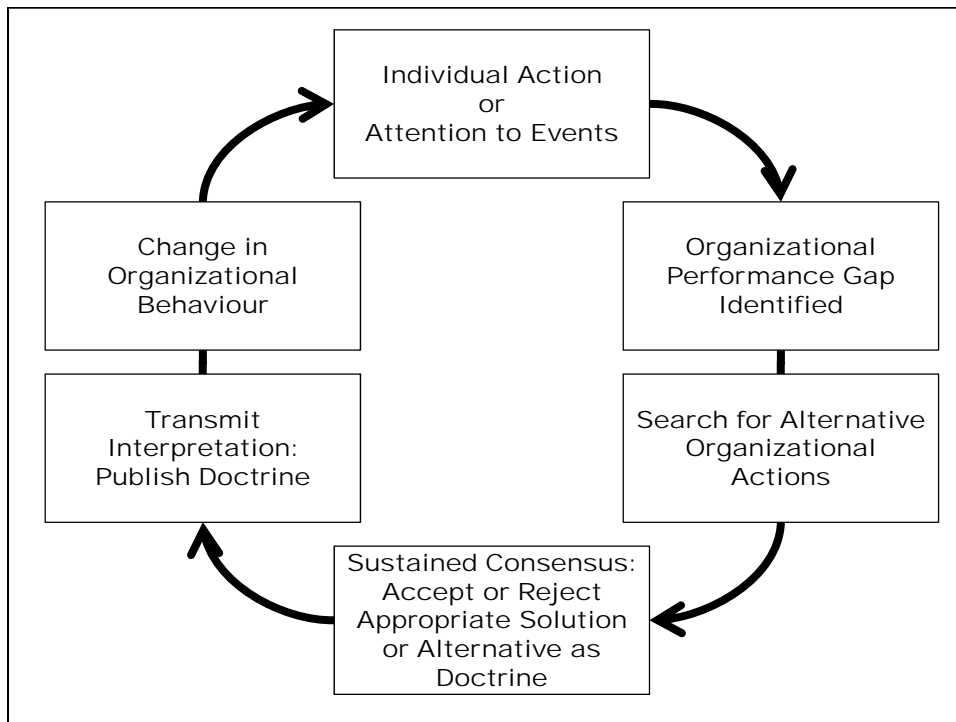 Individual Action
or
Attention to Events
Organizational
Performance Gap
Identified
Search for Alternative
Organizational
Actions
Sustained Consensus:
Accept or Reject
Appropriate Solution
or Alternative as
Doctrine
Transmit
Interpretation:
Publish Doctrine
Change in
Organizational
Behaviour